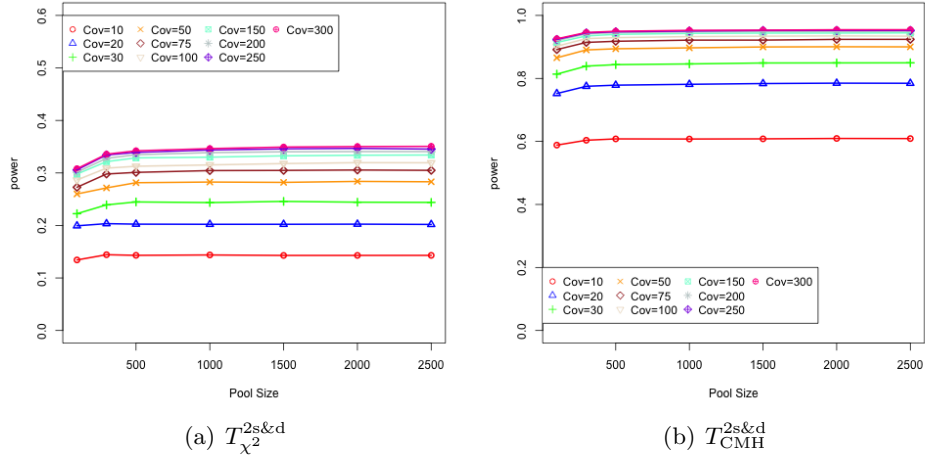 Cov=10 Cov=50 Cov=150 Cov=300
Cov=20 Cov=75 Cov=200
Cov=30 Cov=100 Cov=250
0.6
0.5
0.4
0.3
0.2
0.1
0.0
power
500 1000 1500 2000 2500
Pool Size
(a) T_{χ^2}^{2s&d}
1.0
0.8
0.6
0.4
0.2
0.0
power
Cov=10 Cov=50 Cov=150 Cov=300
Cov=20 Cov=75 Cov=200
Cov=30 Cov=100 Cov=250
500 1000 1500 2000 2500
Pool Size
(b) T_{CMH}^{2s&d}